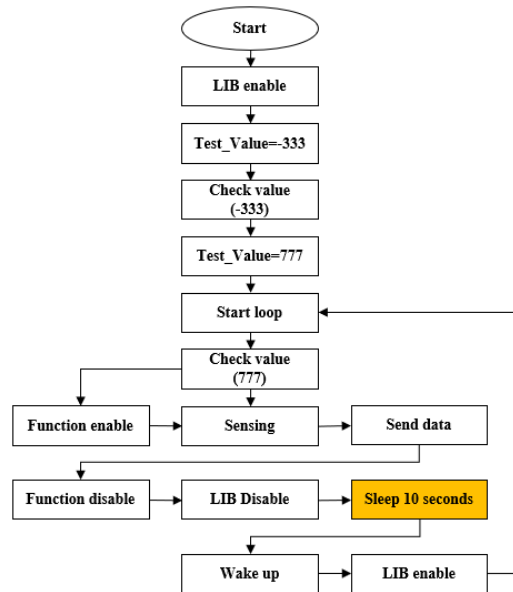 Start
LIB enable
Test_Value=-333
Check value
(-333)
Test_Value=777
Start loop
Check value
(777)
Function enable
Sensing
Send data
Function disable
LIB Disable
Sleep 10 seconds
Wake up
LIB enable